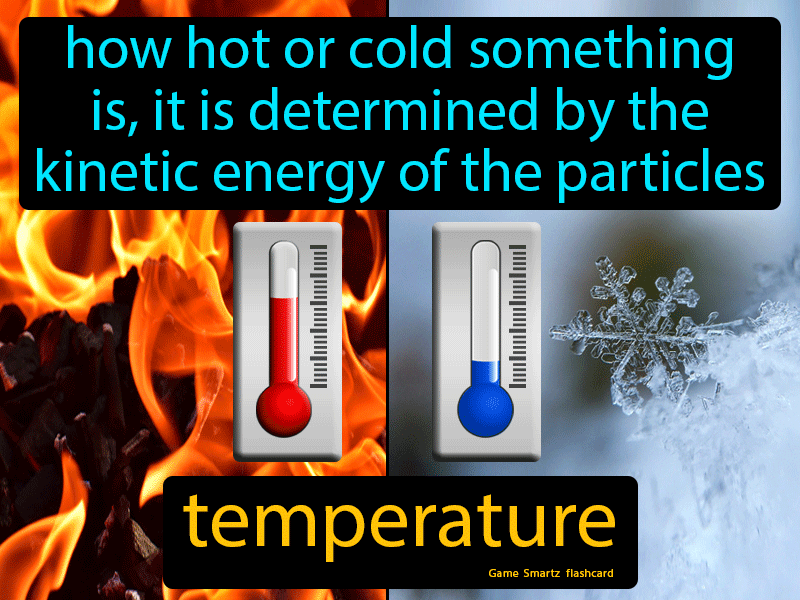 how hot or cold something
is, it is determined by the
kinetic energy of the particles
temperature
Game Smartz flashcard